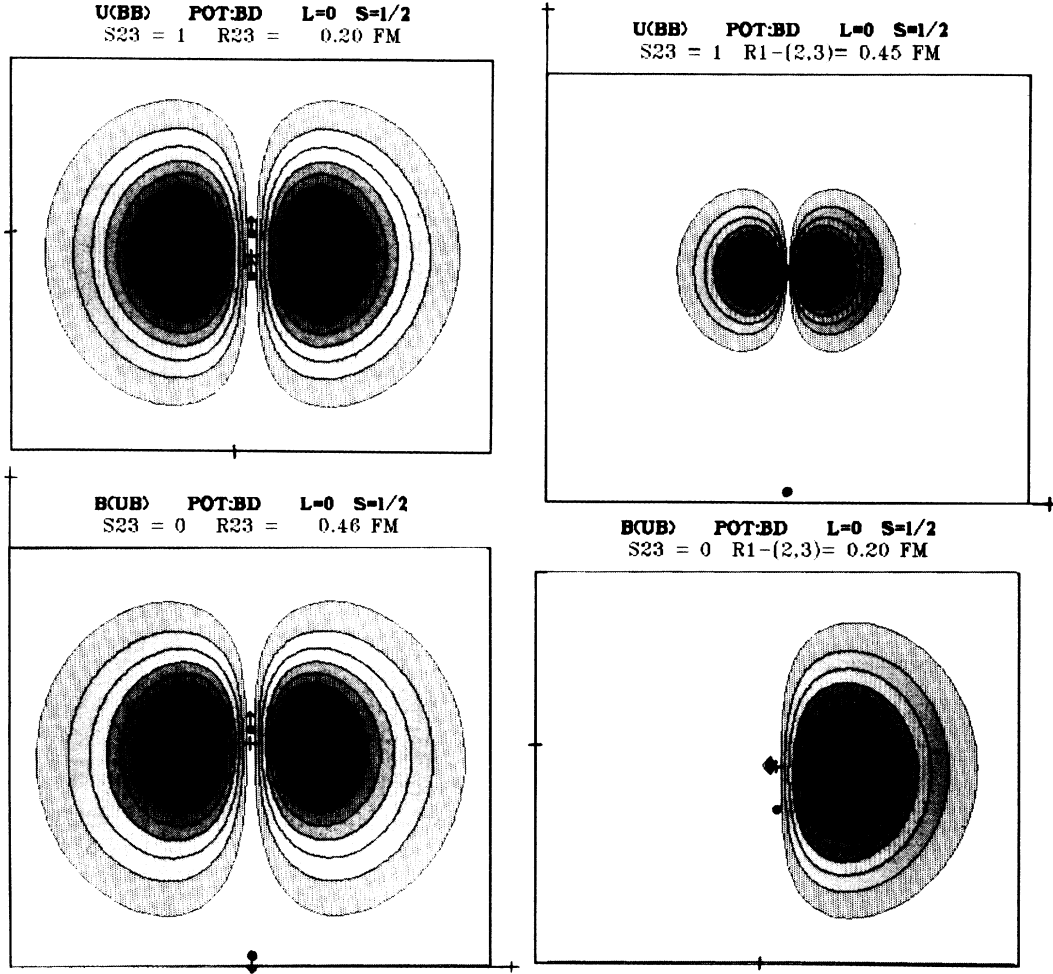 U(BB) POT:BD L=0 S=1/2
S23 = 1 R23 = 0.20 FM
U(BB) POT:BD L=0 S=1/2
S23 = 1 R1-(2,3)= 0.45 FM
B(UB) POT:BD L=0 S=1/2
S23 = 0 R23 = 0.46 FM
B(UB) POT:BD L=0 S=1/2
S23 = 0 R1-(2,3)= 0.20 FM